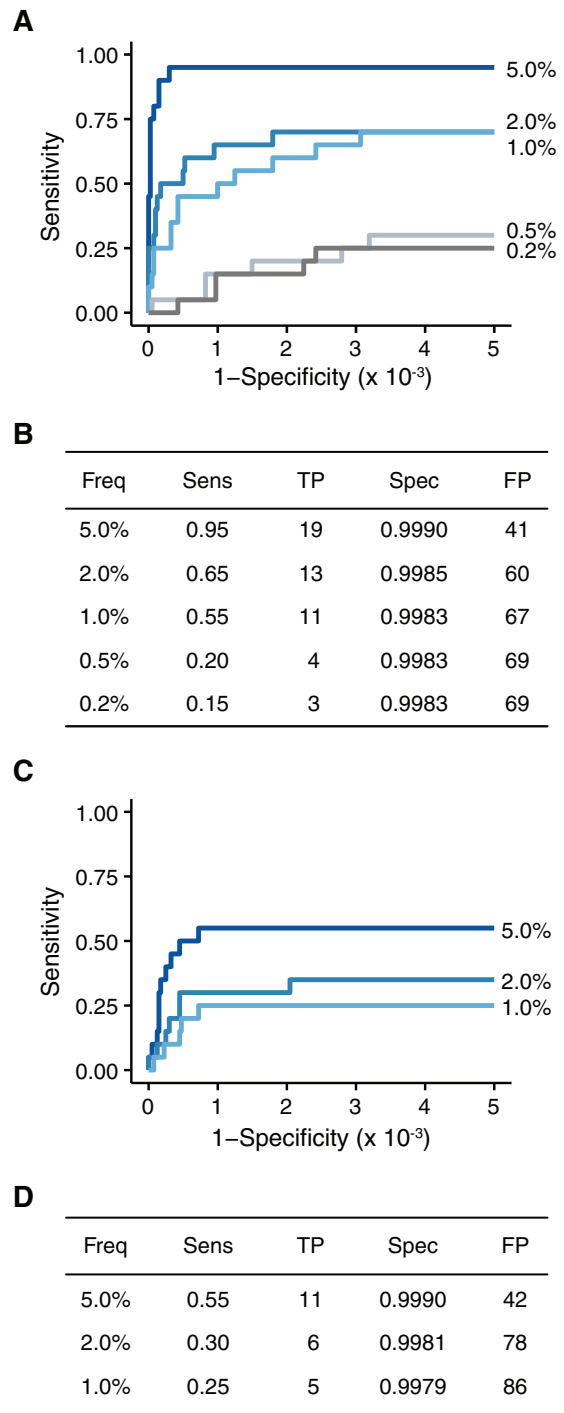 A
1.00
0.75
0.50
0.25
0.00
Sensitivity
5.0%
2.0%
1.0%
0.5%
0.2%
0 1 2 3 4 5
1−Specificity (x 10⁻³)
B
Freq Sens TP Spec FP
5.0% 0.95 19 0.9990 41
2.0% 0.65 13 0.9985 60
1.0% 0.55 11 0.9983 67
0.5% 0.20 4 0.9983 69
0.2% 0.15 3 0.9983 69
C
1.00
0.75
0.50
0.25
0.00
Sensitivity
5.0%
2.0%
1.0%
0 1 2 3 4 5
1−Specificity (x 10⁻³)
D
Freq Sens TP Spec FP
5.0% 0.55 11 0.9990 42
2.0% 0.30 6 0.9981 78
1.0% 0.25 5 0.9979 86